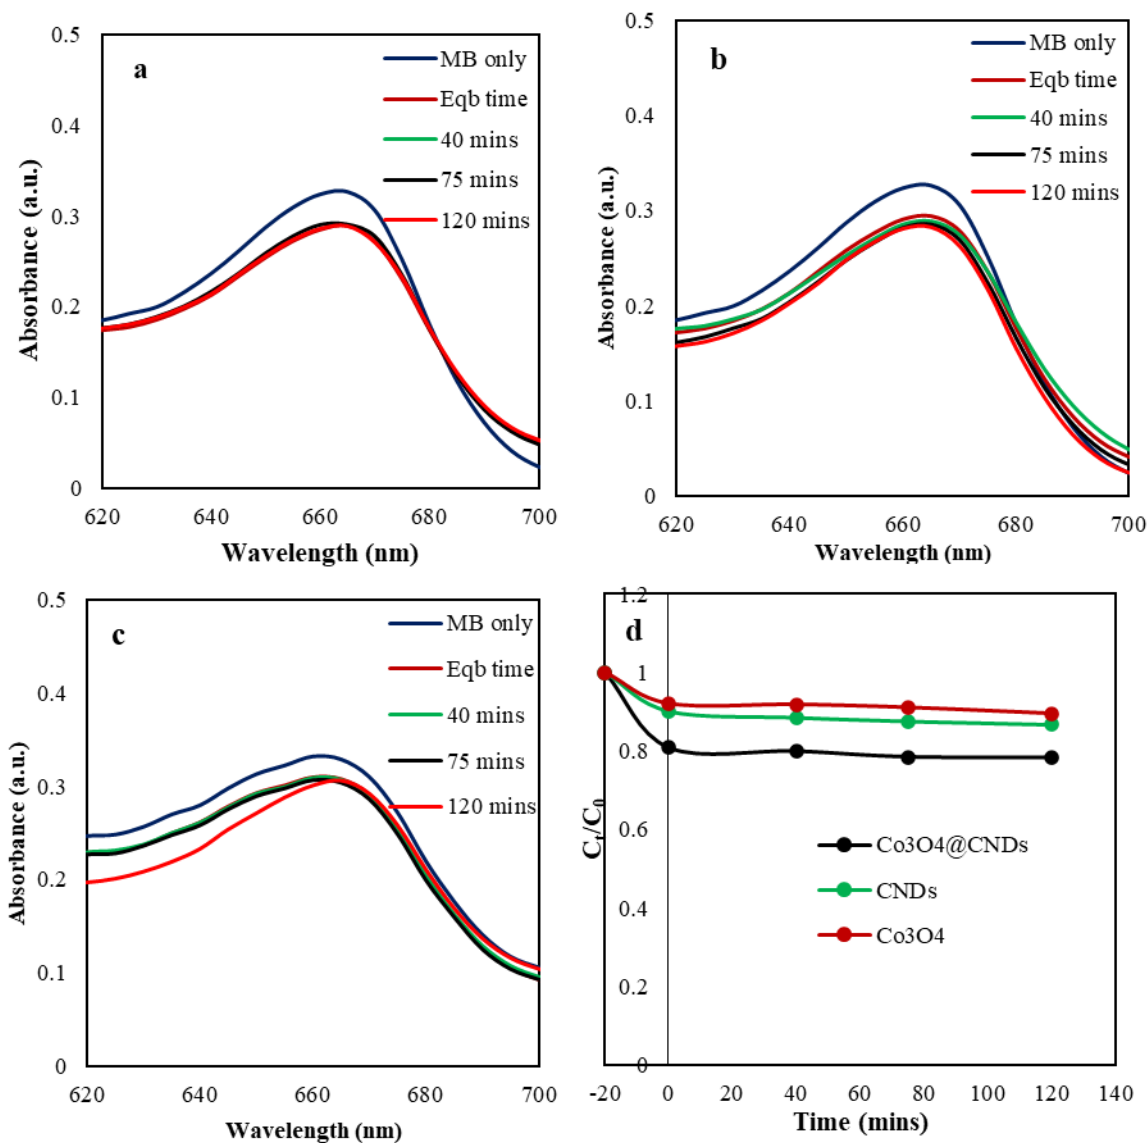 0.5
a
MB only
Eqb time
40 mins
75 mins
120 mins
0.4
0.3
0.2
0.1
0
Absorbance (a.u.)
620
640
660
680
700
Wavelength (nm)
0.5
b
MB only
Eqb time
40 mins
75 mins
120 mins
0.4
0.3
0.2
0.1
0
Absorbance (a.u.)
620
640
660
680
700
Wavelength (nm)
0.5
c
MB only
Eqb time
40 mins
75 mins
120 mins
0.4
0.3
0.2
0.1
0
Absorbance (a.u.)
620
640
660
680
700
Wavelength (nm)
1.2
d
1
0.8
0.6
0.4
0.2
0
Ct/C0
Co3O4@CNDs
CNDs
Co3O4
-20
0
20
40
60
80
100
120
140
Time (mins)